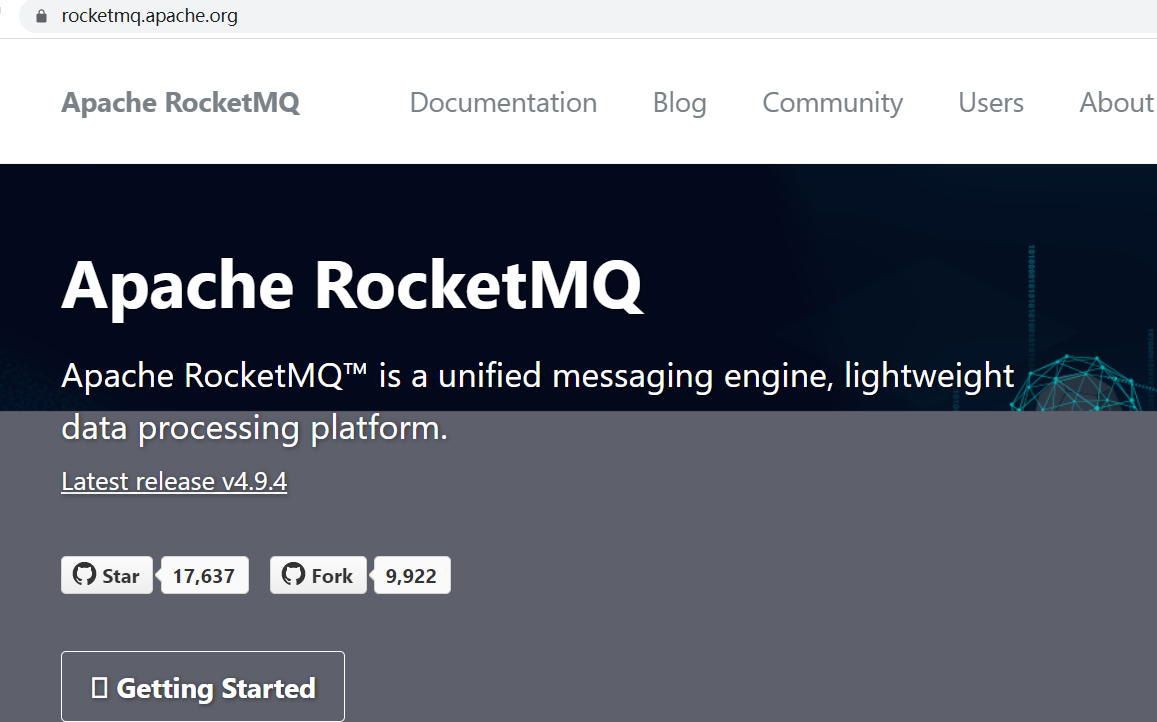 rocketmq.apache.org
Apache RocketMQ Documentation Blog Community Users About
Apache RocketMQ
Apache RocketMQ™ is a unified messaging engine, lightweight
data processing platform.
Latest release v4.9.4
Star 17,637 Fork 9,922
Getting Started